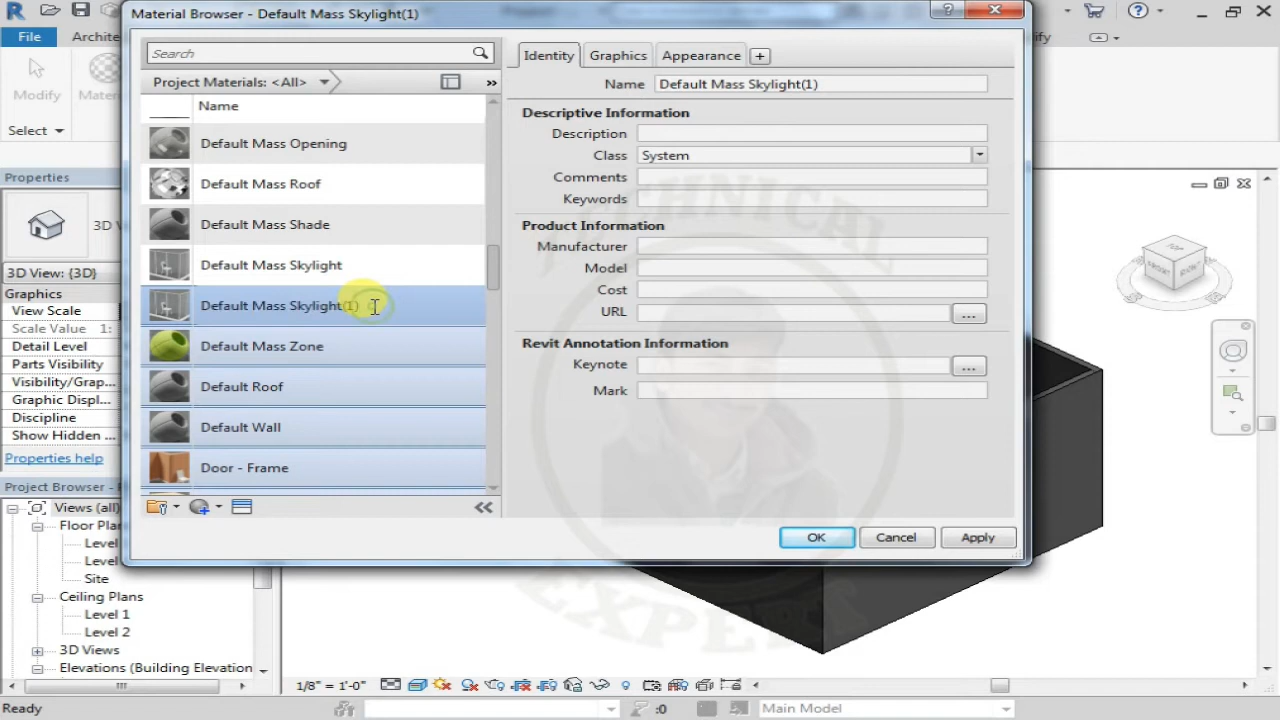 Material Browser - Default Mass Skylight(1)
File
Archite
Modify
Mater
Select
Properties
3D V
3D View: {3D}
Graphics
View Scale
Scale Value 1:
Detail Level
Parts Visibility
Visibility/Grap...
Graphic Displ...
Discipline
Show Hidden ...
Properties help
Project Browser -
Views (all)
Floor Plan
Level
Level
Site
Ceiling Plans
Level 1
Level 2
3D Views
Elevations (Building Elevation
Ready
Search
Project Materials: <All>
Name
Default Mass Opening
Default Mass Roof
Default Mass Shade
Default Mass Skylight
Default Mass Skylight(1)
Default Mass Zone
Default Roof
Default Wall
Door - Frame
Identity
Graphics
Appearance
Name Default Mass Skylight(1)
Descriptive Information
Description
Class System
Comments
Keywords
Product Information
Manufacturer
Model
Cost
URL ...
Revit Annotation Information
Keynote ...
Mark
OK
Cancel
Apply
TECHNICAL
EXPERT
1/8" = 1'-0"
:0
Main Model